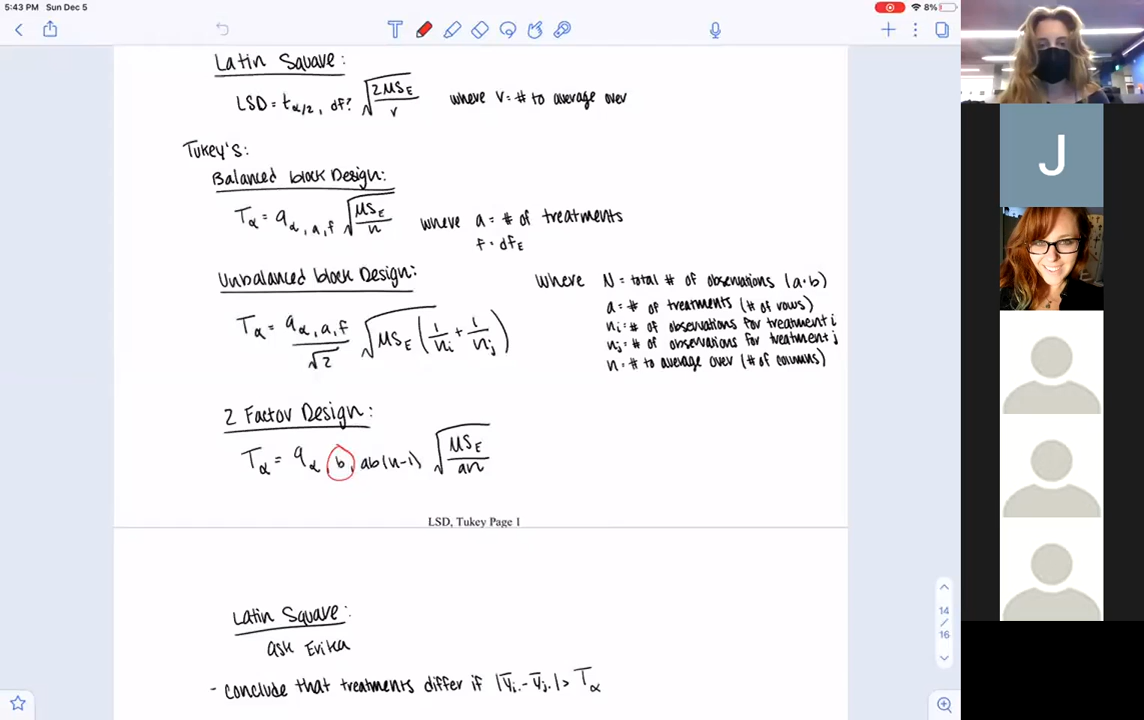 5:43 PM Sun Dec 5
8%
T
Latin Square:
LSD = tα/2, df? √(2MSE/r) where r = # to average over
Tukey's:
Balanced block Design:
Tα = qα, a, f √(MSE/n) where a = # of treatments
f = dfE
Unbalanced block Design:
where N = total # of observations (a·b)
a = # of treatments (# of rows)
ni = # of observations for treatment i
nj = # of observations for treatment j
n = # to average over (# of columns)
Tα = qα, a, f/√2 √(MSE(1/ni + 1/nj))
2 Factor Design:
Tα = qα, b, ab(n-1) √(MSE/an)
LSD, Tukey Page 1
Latin Square:
ask Erika
- conclude that treatments differ if |ȳi. - ȳj.| > Tα
14
/
16
J